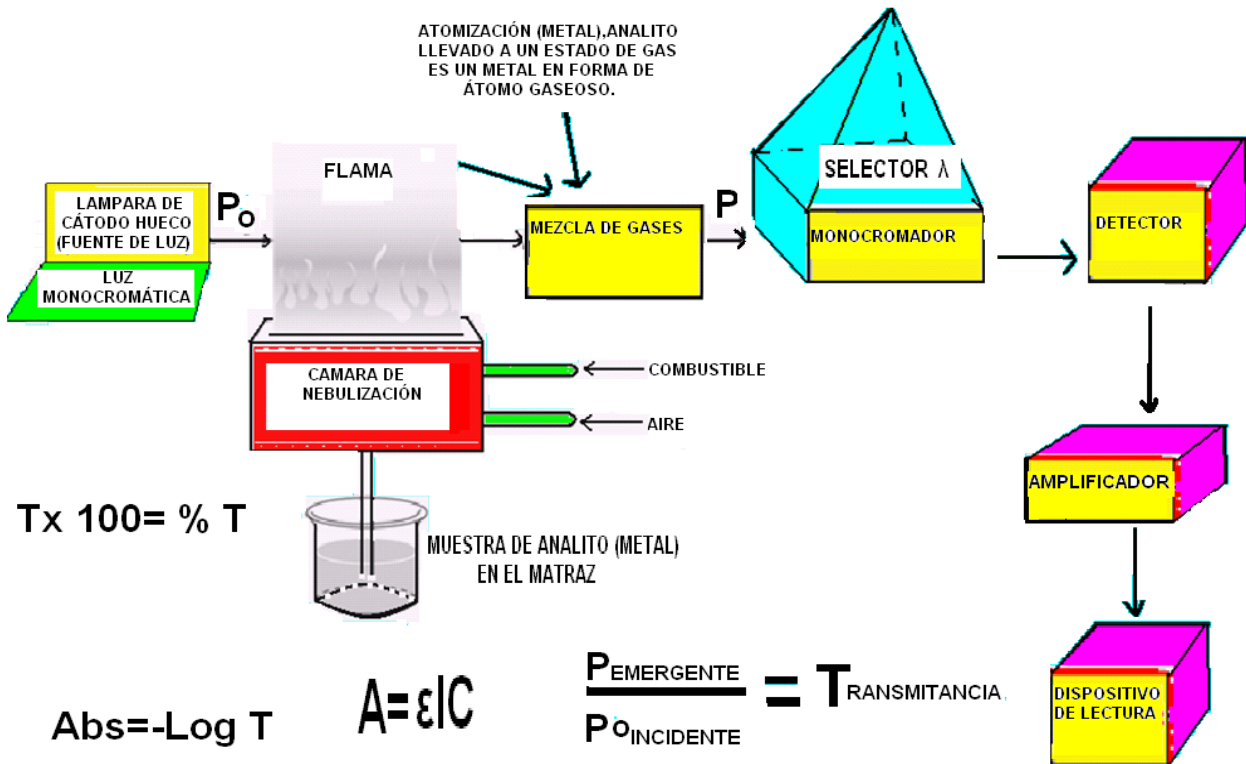 ATOMIZACIÓN (METAL),ANALITO
LLEVADO A UN ESTADO DE GAS
ES UN METAL EN FORMA DE
ÁTOMO GASEOSO.
FLAMA
LAMPARA DE
CÁTODO HUECO
(FUENTE DE LUZ)
LUZ
MONOCROMÁTICA
Po
MEZCLA DE GASES
P
SELECTOR λ
MONOCROMADOR
DETECTOR
CAMARA DE
NEBULIZACIÓN
COMBUSTIBLE
AIRE
AMPLIFICADOR
Tx 100= % T
MUESTRA DE ANALITO (METAL)
EN EL MATRAZ
Abs=-Log T
A=εlC
PEMERGENTE
PoINCIDENTE
= TRANSMITANCIA
DISPOSITIVO
DE LECTURA